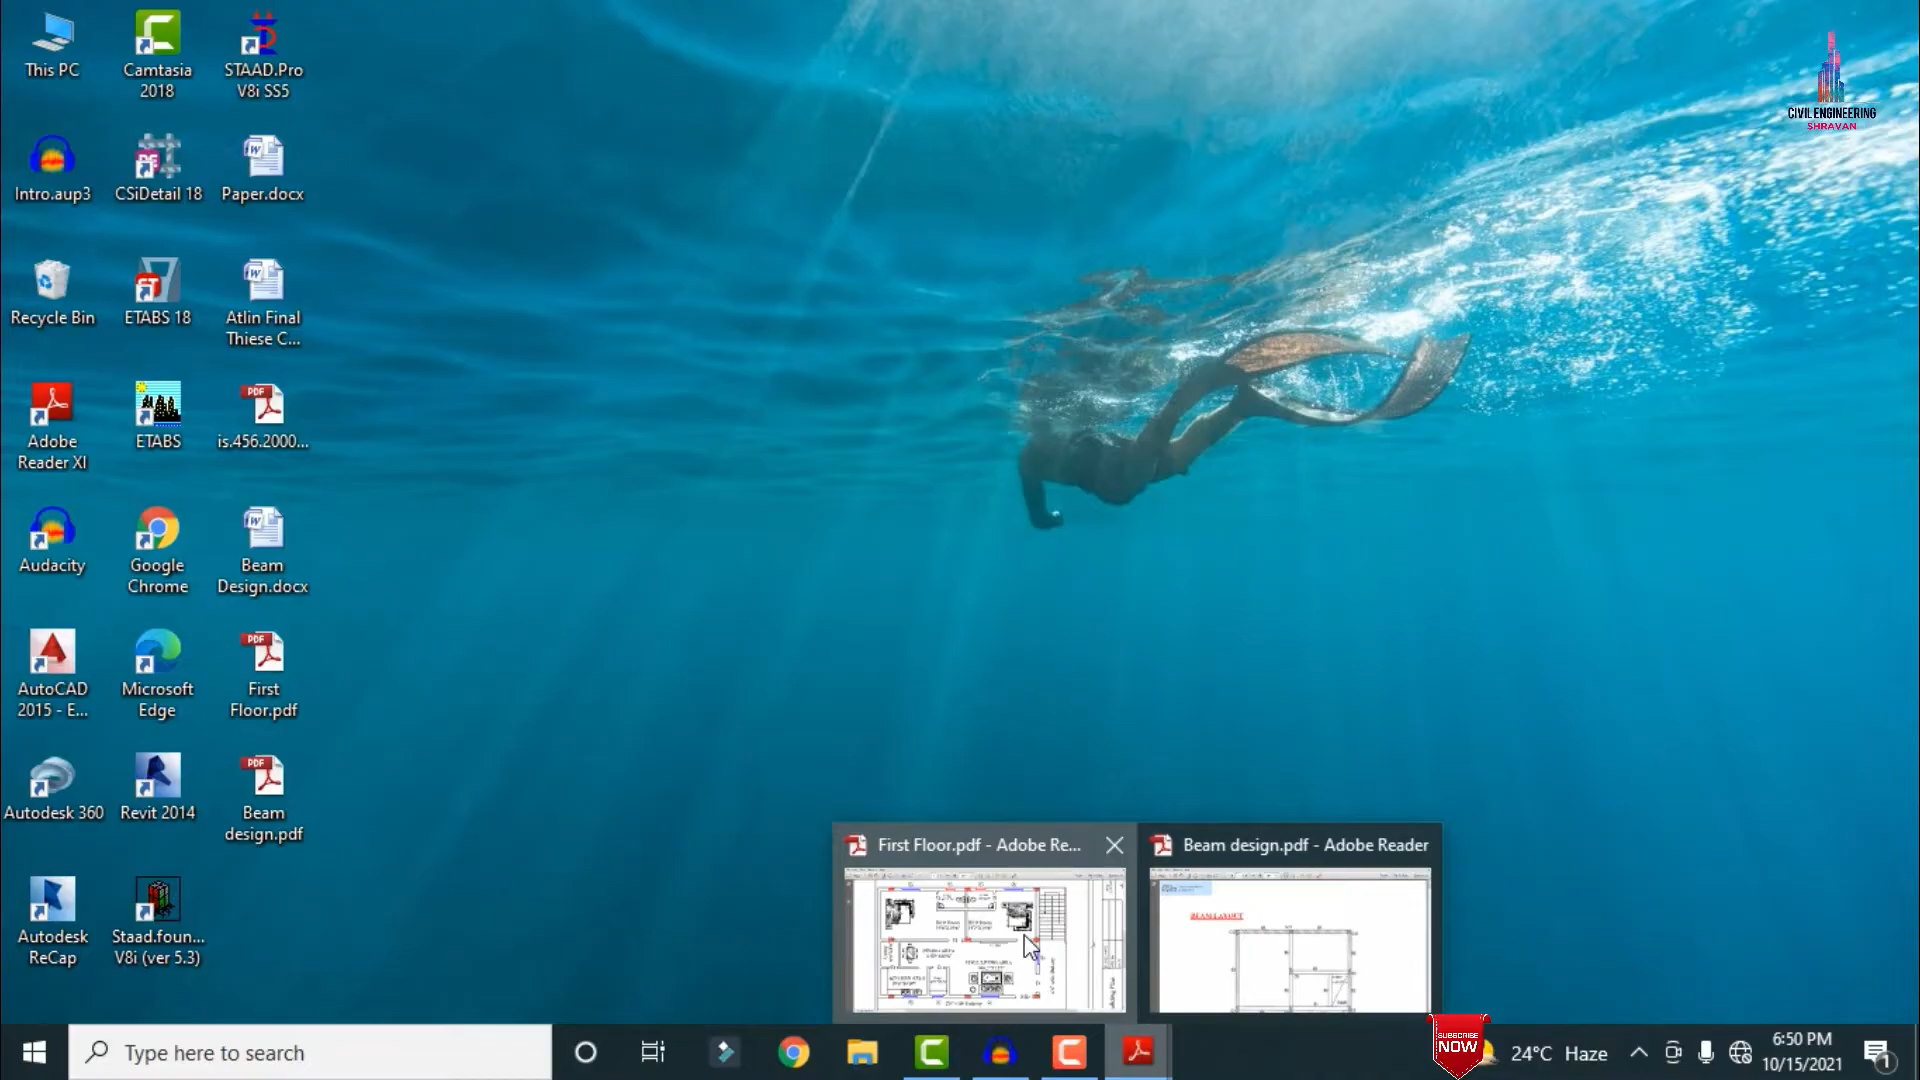 This PC
Camtasia
2018
STAAD.Pro
V8i SS5
CIVIL ENGINEERING
SHRAVAN
Intro.aup3
CSiDetail 18
Paper.docx
Recycle Bin
ETABS 18
Atlin Final
Thiese C...
Adobe
Reader XI
ETABS
is.456.2000...
Audacity
Google
Chrome
Beam
Design.docx
AutoCAD
2015 - E...
Microsoft
Edge
First
Floor.pdf
Autodesk 360
Revit 2014
Beam
design.pdf
Autodesk
ReCap
Staad.foun...
V8i (ver 5.3)
First Floor.pdf - Adobe Re...
Beam design.pdf - Adobe Reader
BEAM LAYOUT
Type here to search
SUBSCRIBE
NOW
24°C Haze
6:50 PM
10/15/2021
1